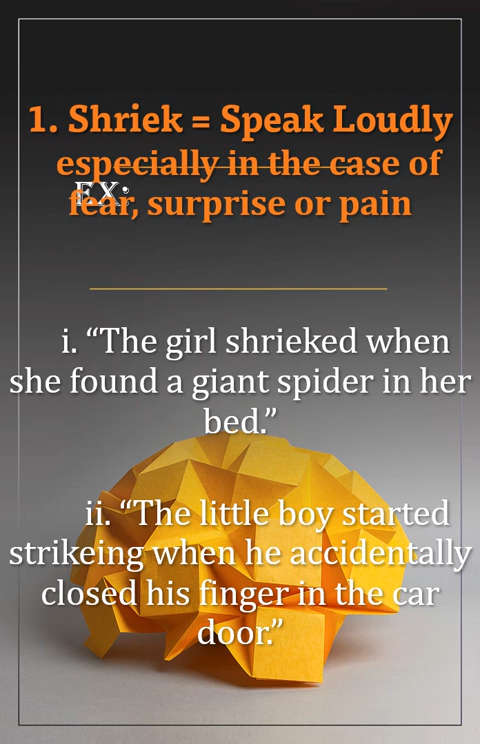 1. Shriek = Speak Loudly
especially in the case of
EX:
fear, surprise or pain
i. “The girl shrieked when
she found a giant spider in her
bed.”
ii. “The little boy started
strikeing when he accidentally
closed his finger in the car
door.”